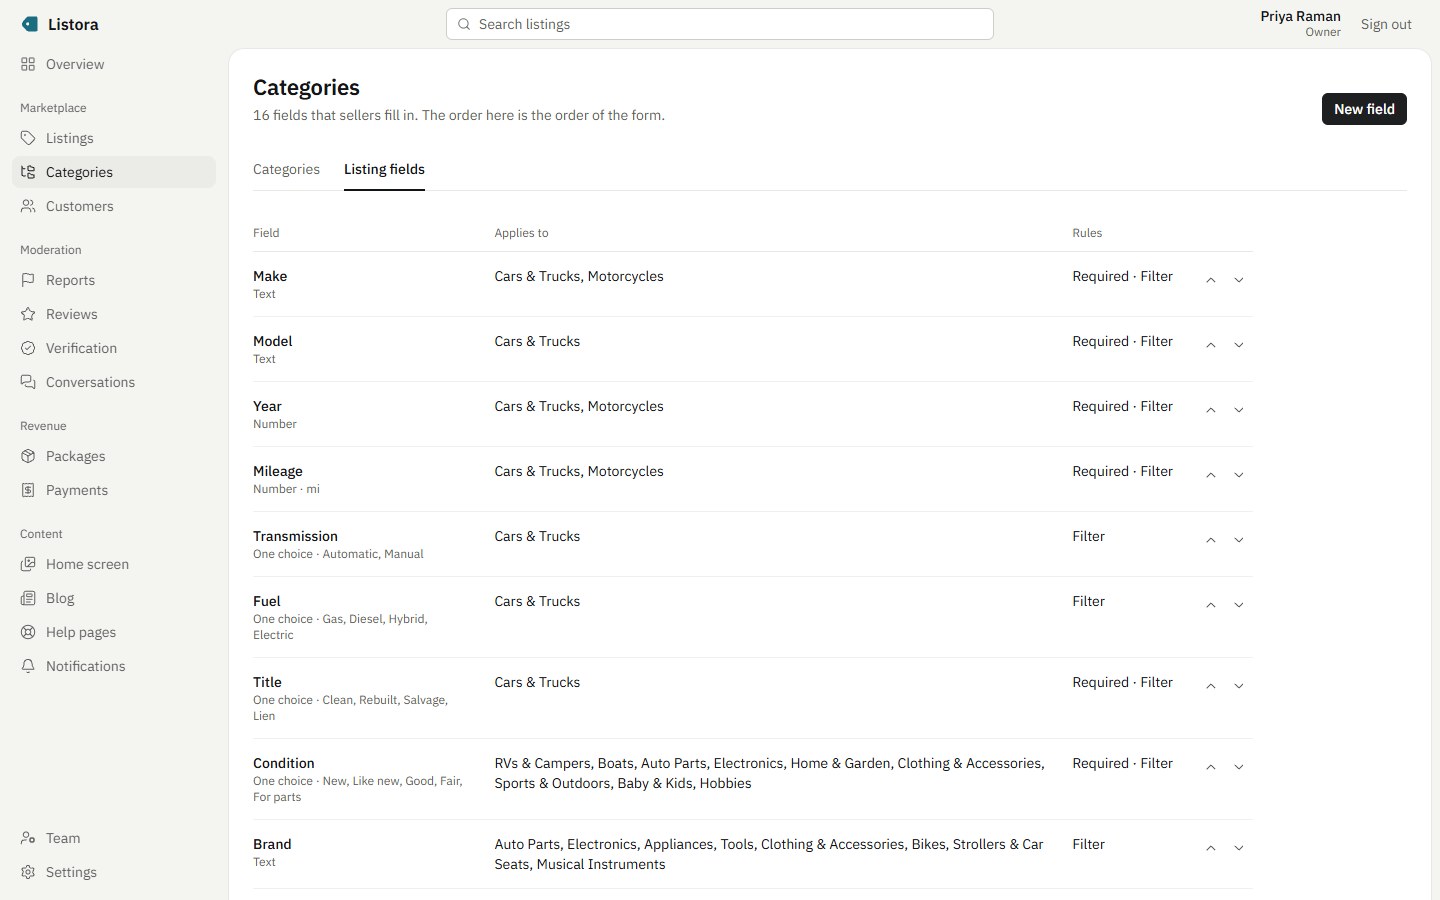 Listora
Search listings
Priya Raman
Owner
Sign out
Overview
Marketplace
Listings
Categories
Customers
Moderation
Reports
Reviews
Verification
Conversations
Revenue
Packages
Payments
Content
Home screen
Blog
Help pages
Notifications
Team
Settings
Categories
16 fields that sellers fill in. The order here is the order of the form.
New field
Categories
Listing fields
Field
Applies to
Rules
Make
Text
Cars & Trucks, Motorcycles
Required · Filter
Model
Text
Cars & Trucks
Required · Filter
Year
Number
Cars & Trucks, Motorcycles
Required · Filter
Mileage
Number · mi
Cars & Trucks, Motorcycles
Required · Filter
Transmission
One choice · Automatic, Manual
Cars & Trucks
Filter
Fuel
One choice · Gas, Diesel, Hybrid,
Electric
Cars & Trucks
Filter
Title
One choice · Clean, Rebuilt, Salvage,
Lien
Cars & Trucks
Required · Filter
Condition
One choice · New, Like new, Good, Fair,
For parts
RVs & Campers, Boats, Auto Parts, Electronics, Home & Garden, Clothing & Accessories,
Sports & Outdoors, Baby & Kids, Hobbies
Required · Filter
Brand
Text
Auto Parts, Electronics, Appliances, Tools, Clothing & Accessories, Bikes, Strollers & Car
Seats, Musical Instruments
Filter